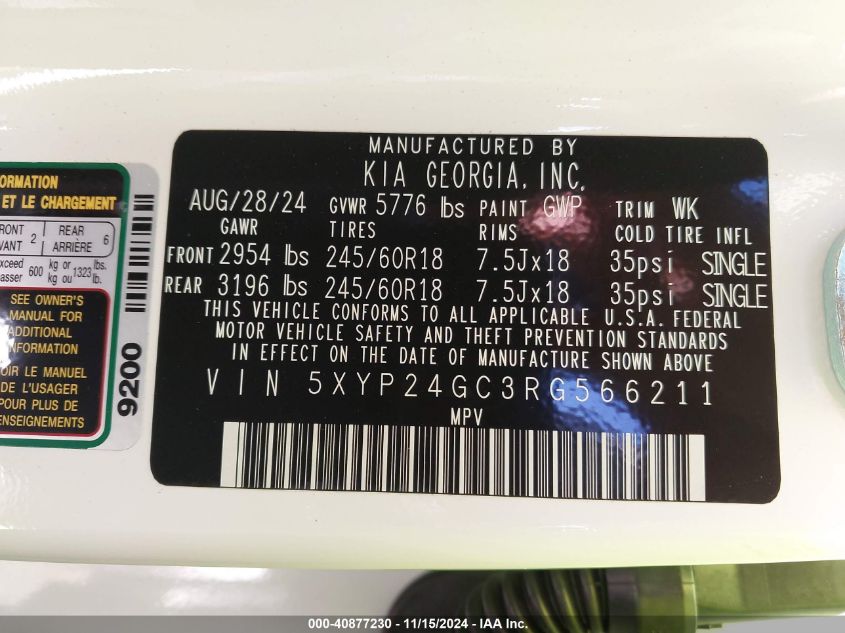 MANUFACTURED BY
KIA GEORGIA, INC.
AUG/28/24 GVWR 5776 lbs PAINT GWP TRIM WK
GAWR TIRES RIMS COLD TIRE INFL
FRONT 2954 lbs 245/60R18 7.5Jx18 35psi SINGLE
REAR 3196 lbs 245/60R18 7.5Jx18 35psi SINGLE
THIS VEHICLE CONFORMS TO ALL APPLICABLE U.S.A. FEDERAL
MOTOR VEHICLE SAFETY AND THEFT PREVENTION STANDARDS
IN EFFECT ON THE DATE OF MANUFACTURE SHOWN ABOVE
VIN 5XYP24GC3RG566211
MPV
ORMATION
ET LE CHARGEMENT
FRONT 2 REAR 6
VANT ARRIÈRE
xceed 600 kg or 1323 lbs.
asser kg ou lb.
SEE OWNER'S
MANUAL FOR
ADDITIONAL
INFORMATION
OIR LE MANUEL
DE L'USAGER
POUR PLUS DE
ENSEIGNEMENTS
9200
000-40877230 - 11/15/2024 - IAA Inc.